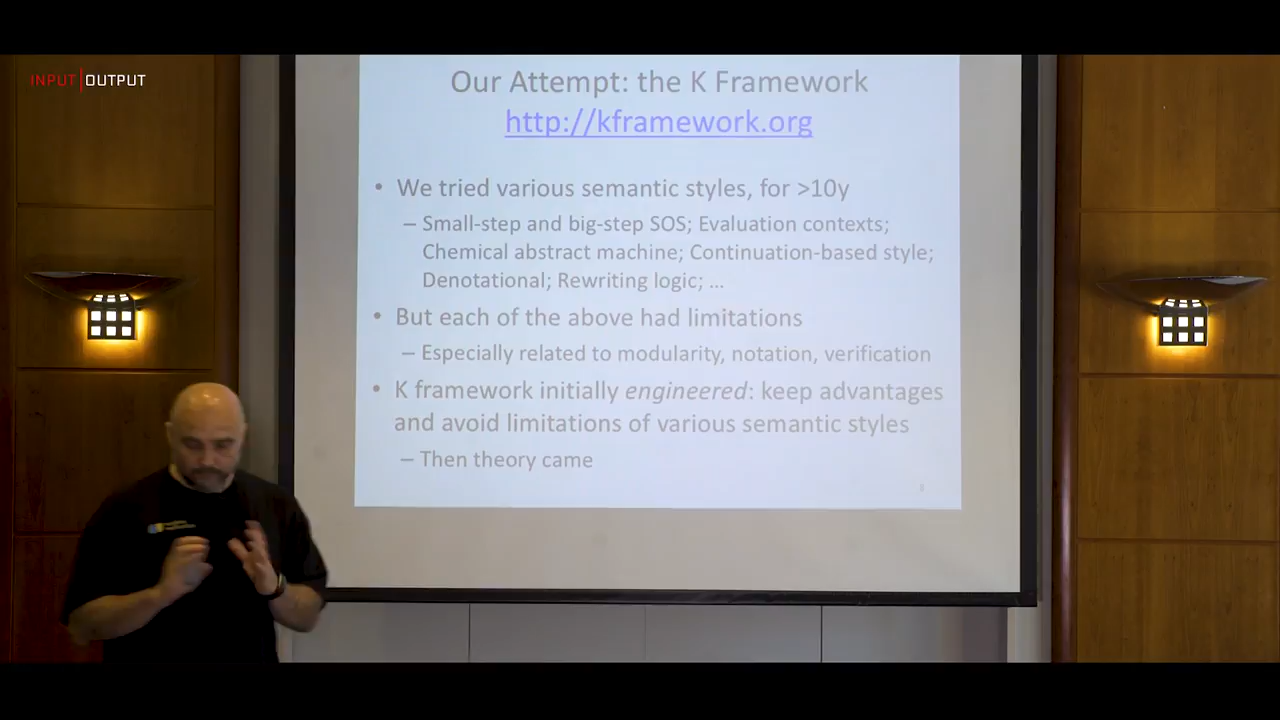 INPUT|OUTPUT
Our Attempt: the K Framework
http://kframework.org
• We tried various semantic styles, for >10y
– Small-step and big-step SOS; Evaluation contexts;
Chemical abstract machine; Continuation-based style;
Denotational; Rewriting logic; ...
• But each of the above had limitations
– Especially related to modularity, notation, verification
• K framework initially engineered: keep advantages
and avoid limitations of various semantic styles
– Then theory came